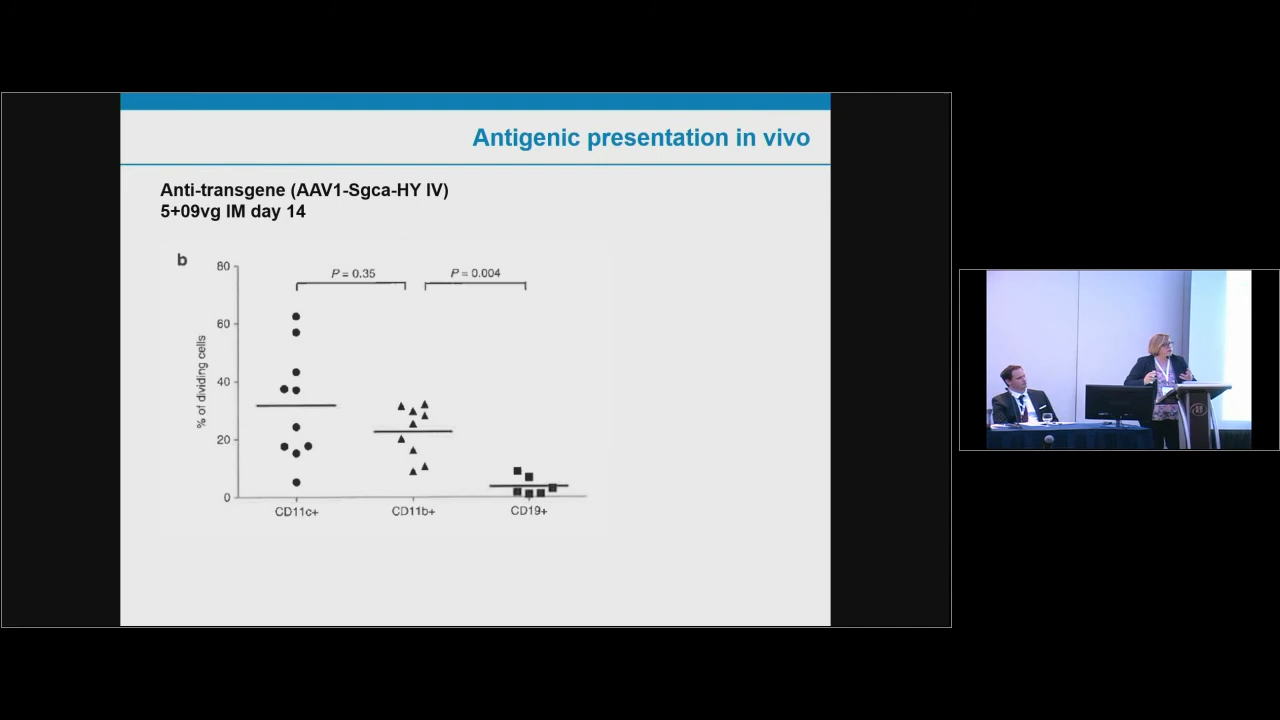 Antigenic presentation in vivo
Anti-transgene (AAV1-Sgca-HY IV)
5+09vg IM day 14
b
80
60
40
20
0
% of dividing cells
P = 0.35
P = 0.004
CD11c+
CD11b+
CD19+